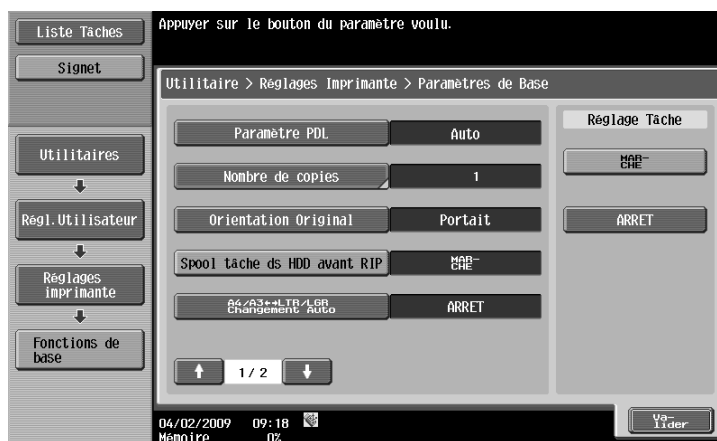 Appuyer sur le bouton du paramètre voulu.
Liste Tâches
Signet
Utilitaire > Réglages Imprimante > Paramètres de Base
Utilitaires
Régl.Utilisateur
Réglages
imprimante
Fonctions de
base
Paramètre PDL
Auto
Nombre de copies
1
Orientation Original
Portait
Spool tâche ds HDD avant RIP
MAR-
CHE
A4/A3↔LTR/LGR
Changement Auto
ARRET
1/ 2
Réglage Tâche
MAR-
CHE
ARRET
04/02/2009 09:18
Mémoire 0%
Va-
lider